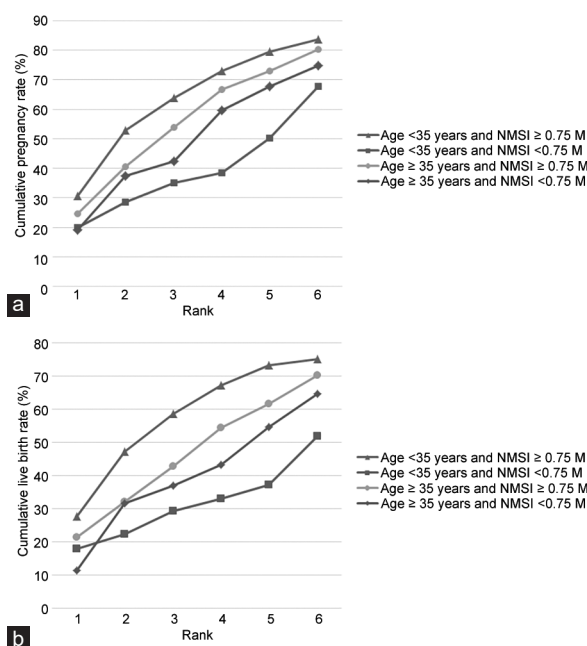 90
80
70
60
50
40
30
20
10
0
Cumulative pregnancy rate (%)
1 2 3 4 5 6
Rank
Age <35 years and NMSI ≥ 0.75 M
Age <35 years and NMSI <0.75 M
Age ≥ 35 years and NMSI ≥ 0.75 M
Age ≥ 35 years and NMSI <0.75 M
a
80
70
60
50
40
30
20
10
0
Cumulative live birth rate (%)
1 2 3 4 5 6
Rank
Age <35 years and NMSI ≥ 0.75 M
Age <35 years and NMSI <0.75 M
Age ≥ 35 years and NMSI ≥ 0.75 M
Age ≥ 35 years and NMSI <0.75 M
b